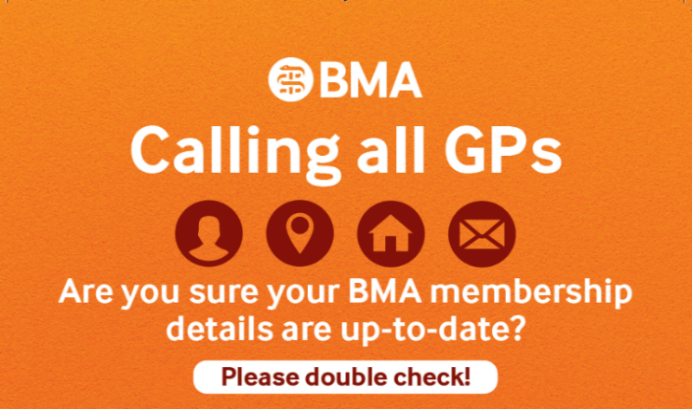 BMA
Calling all GPs
Are you sure your BMA membership
details are up-to-date?
Please double check!